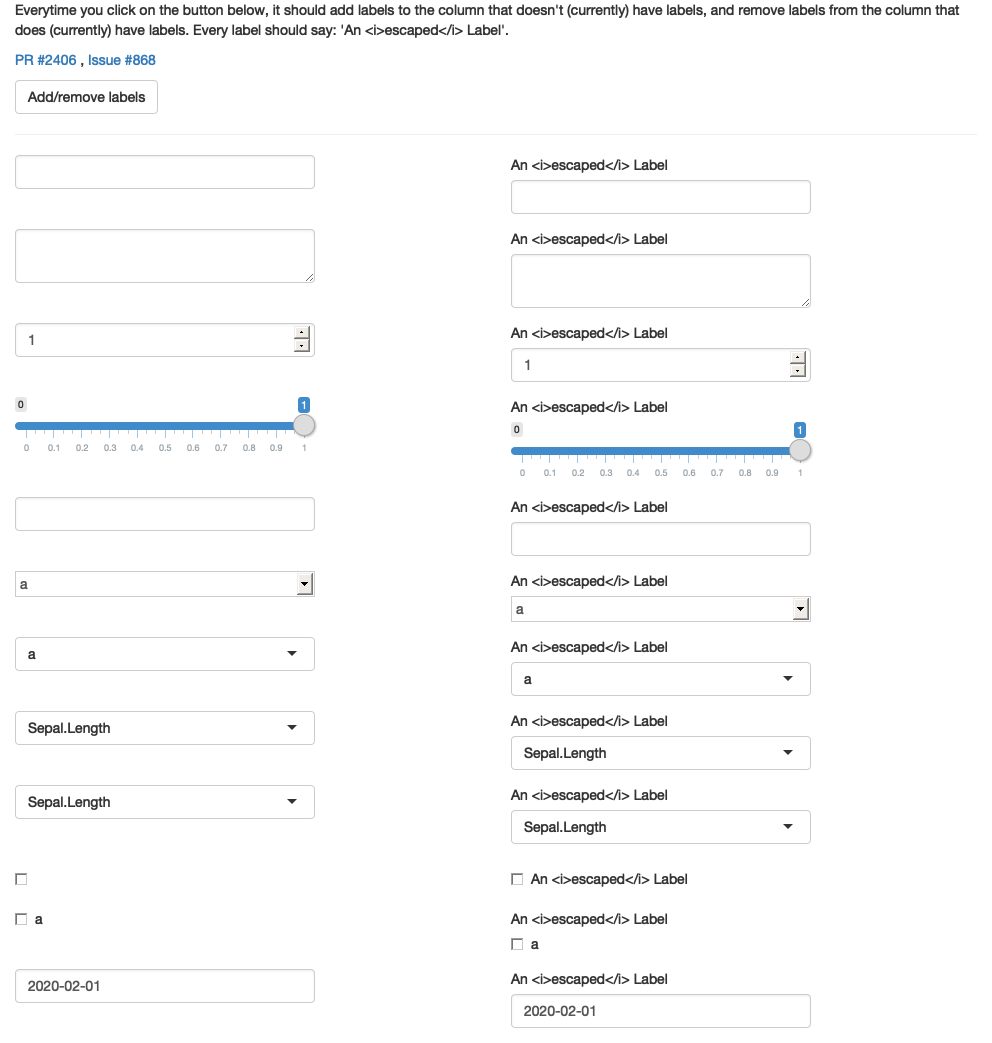 Everytime you click on the button below, it should add labels to the column that doesn't (currently) have labels, and remove labels from the column that
does (currently) have labels. Every label should say: 'An <i>escaped</i> Label'.
PR #2406 , Issue #868
Add/remove labels
An <i>escaped</i> Label
An <i>escaped</i> Label
1
An <i>escaped</i> Label
1
0 1
0 0.1 0.2 0.3 0.4 0.5 0.6 0.7 0.8 0.9 1
An <i>escaped</i> Label
0 1
0 0.1 0.2 0.3 0.4 0.5 0.6 0.7 0.8 0.9 1
An <i>escaped</i> Label
a
An <i>escaped</i> Label
a
a
An <i>escaped</i> Label
a
Sepal.Length
An <i>escaped</i> Label
Sepal.Length
Sepal.Length
An <i>escaped</i> Label
Sepal.Length
An <i>escaped</i> Label
a
An <i>escaped</i> Label
a
2020-02-01
An <i>escaped</i> Label
2020-02-01